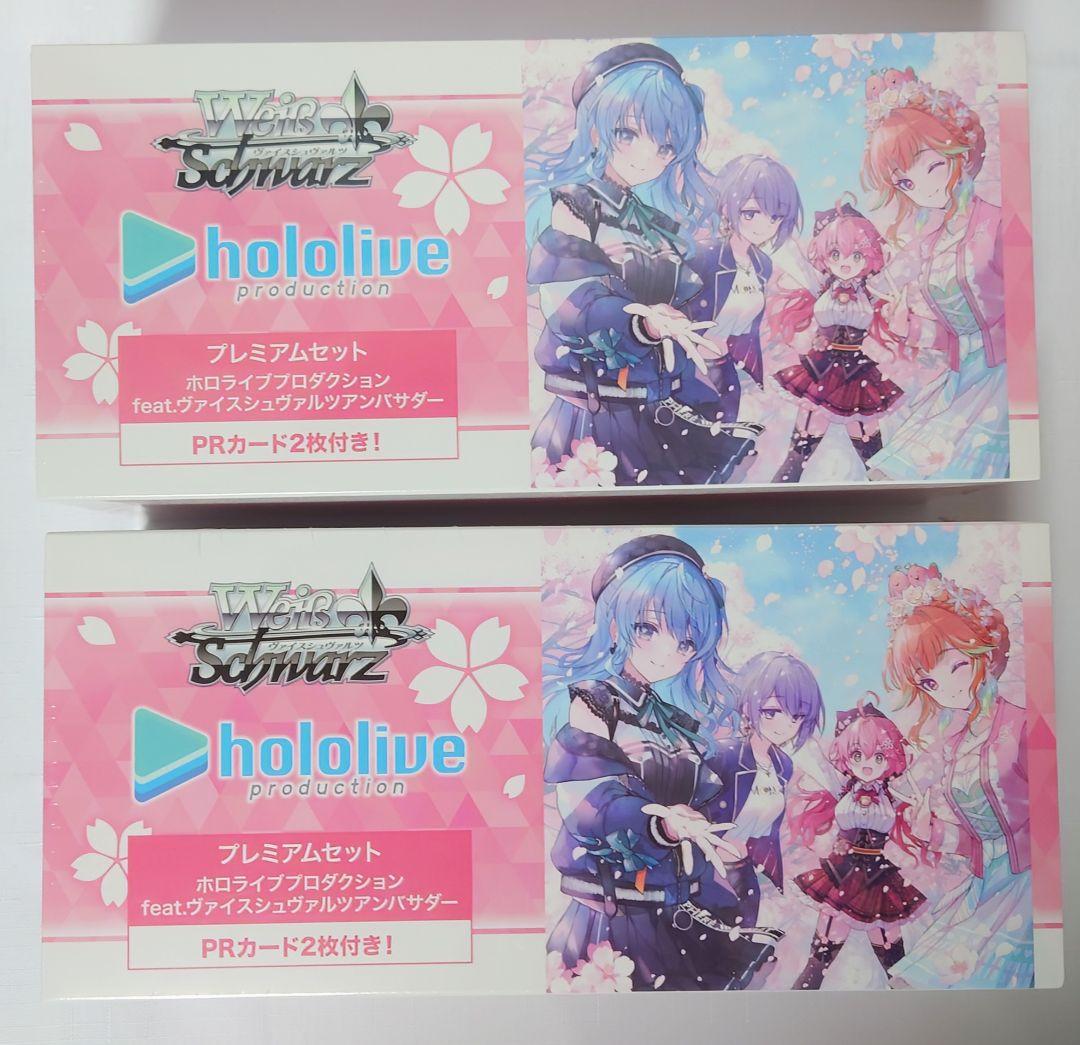 Weiß
ヴァイスシュヴァルツ
Schwarz
hololive
production
プレミアムセット
ホロライブプロダクション
feat.ヴァイスシュヴァルツアンバサダー
PRカード2枚付き!
Weiß
ヴァイスシュヴァルツ
Schwarz
hololive
production
プレミアムセット
ホロライブプロダクション
feat.ヴァイスシュヴァルツアンバサダー
PRカード2枚付き!